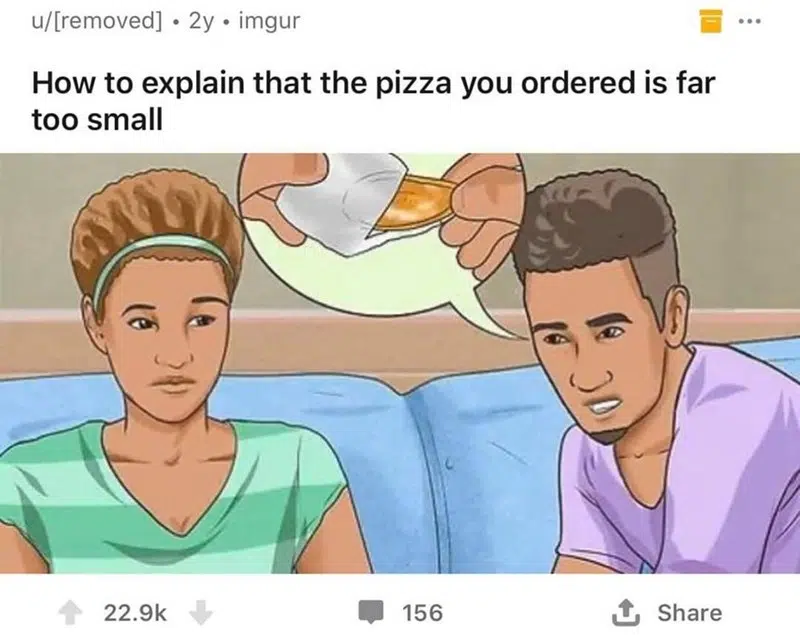 u/[removed] • 2y • imgur
How to explain that the pizza you ordered is far
too small
22.9k
156
Share